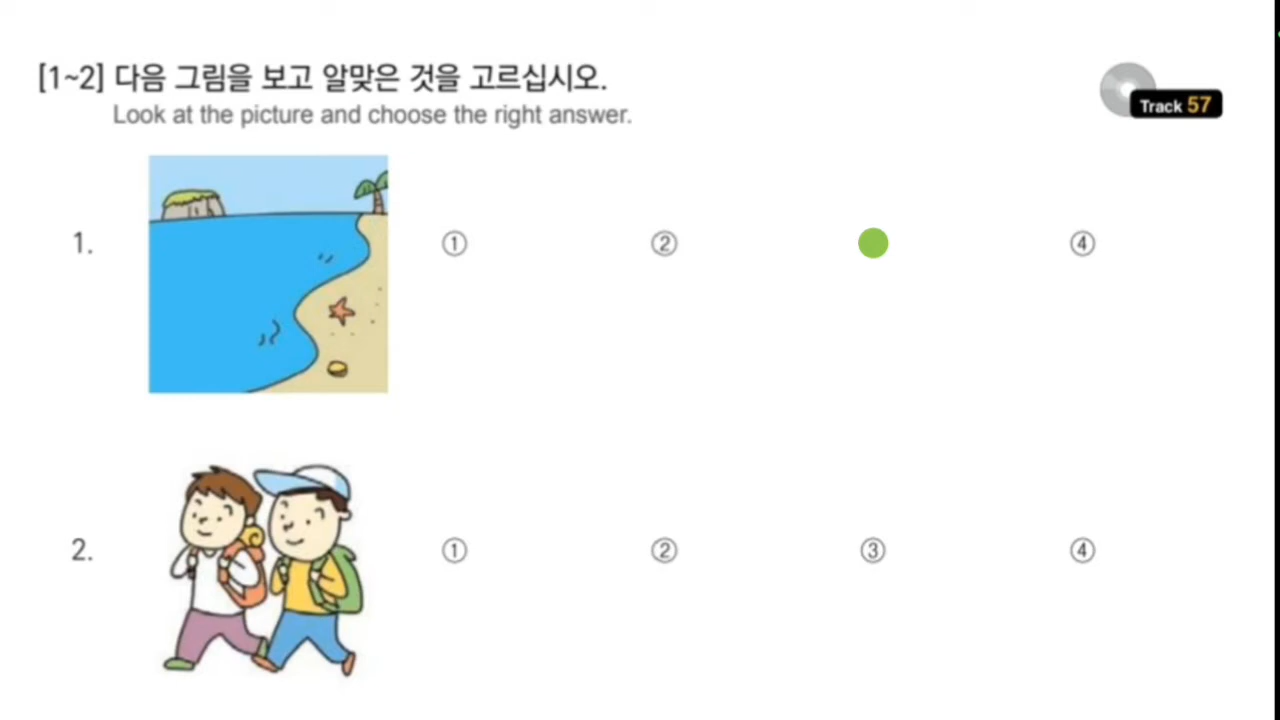 [1~2] 다음 그림을 보고 알맞은 것을 고르십시오.
Look at the picture and choose the right answer.
Track 57
1. ① ② ④
2. ① ② ③ ④